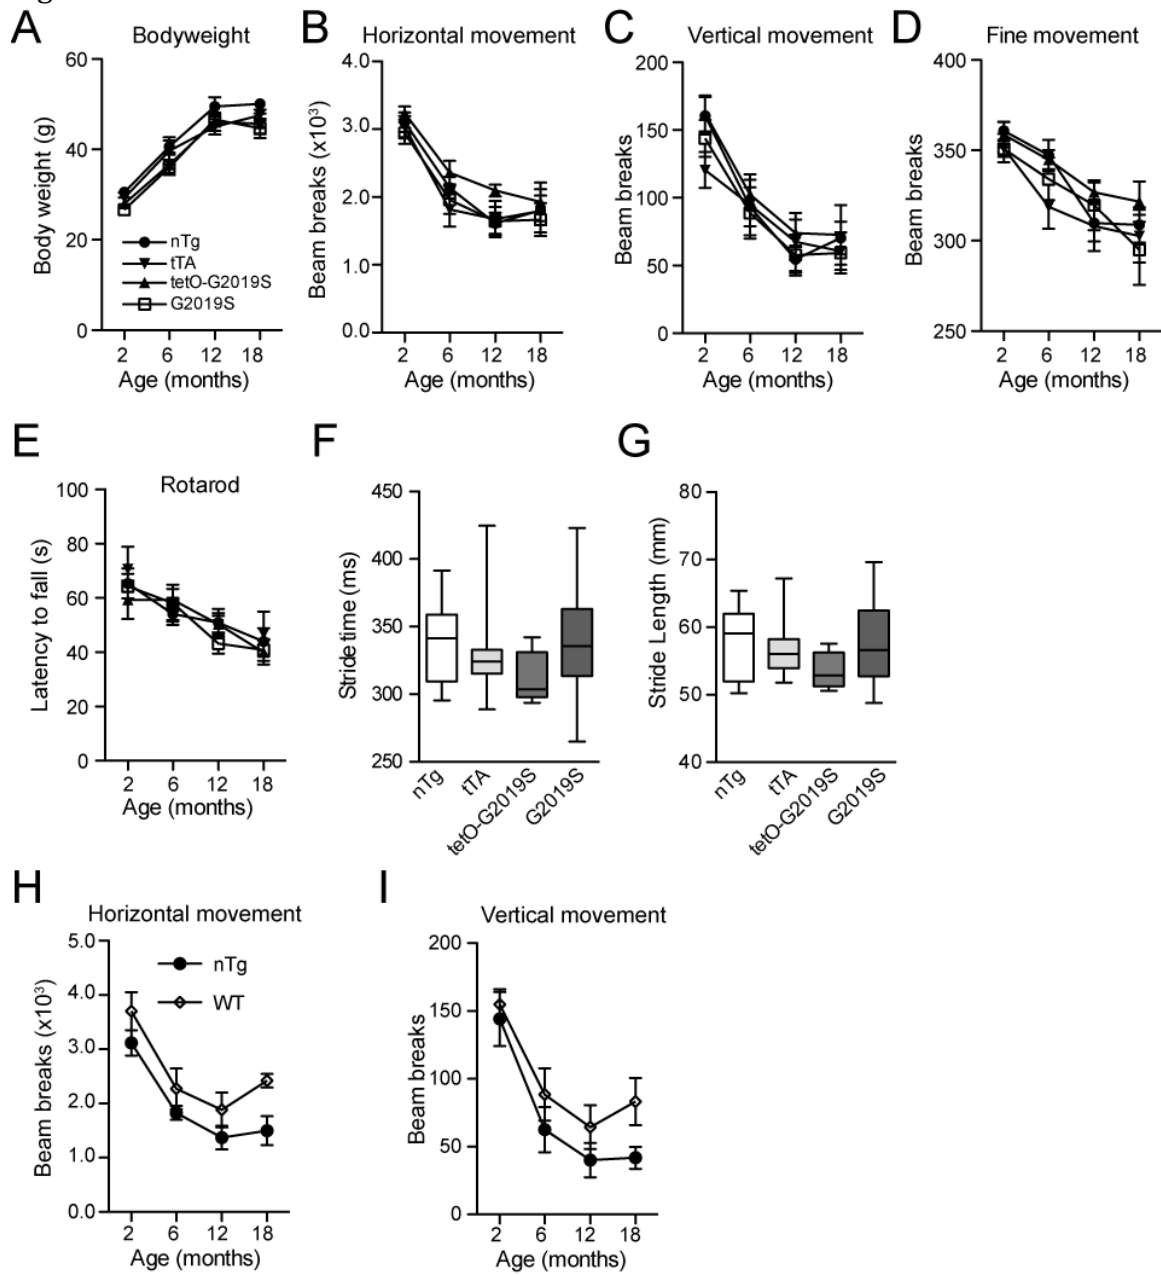 A Bodyweight
Body weight (g)
60
40
20
0
nTg
tTA
tetO-G2019S
G2019S
2 6 12 18
Age (months)
B Horizontal movement
Beam breaks (x10³)
4.0
3.0
2.0
1.0
0.0
2 6 12 18
Age (months)
C Vertical movement
Beam breaks
200
150
100
50
0
2 6 12 18
Age (months)
D Fine movement
Beam breaks
400
350
300
250
2 6 12 18
Age (months)
E
Rotarod
Latency to fall (s)
100
80
60
40
20
0
2 6 12 18
Age (months)
F
Stride time (ms)
450
400
350
300
250
nTg
tTA
tetO-G2019S
G2019S
G
Stride Length (mm)
80
70
60
50
40
nTg
tTA
tetO-G2019S
G2019S
H
Horizontal movement
Beam breaks (x10³)
5.0
4.0
3.0
2.0
1.0
0.0
nTg
WT
2 6 12 18
Age (months)
I
Vertical movement
Beam breaks
200
150
100
50
0
2 6 12 18
Age (months)